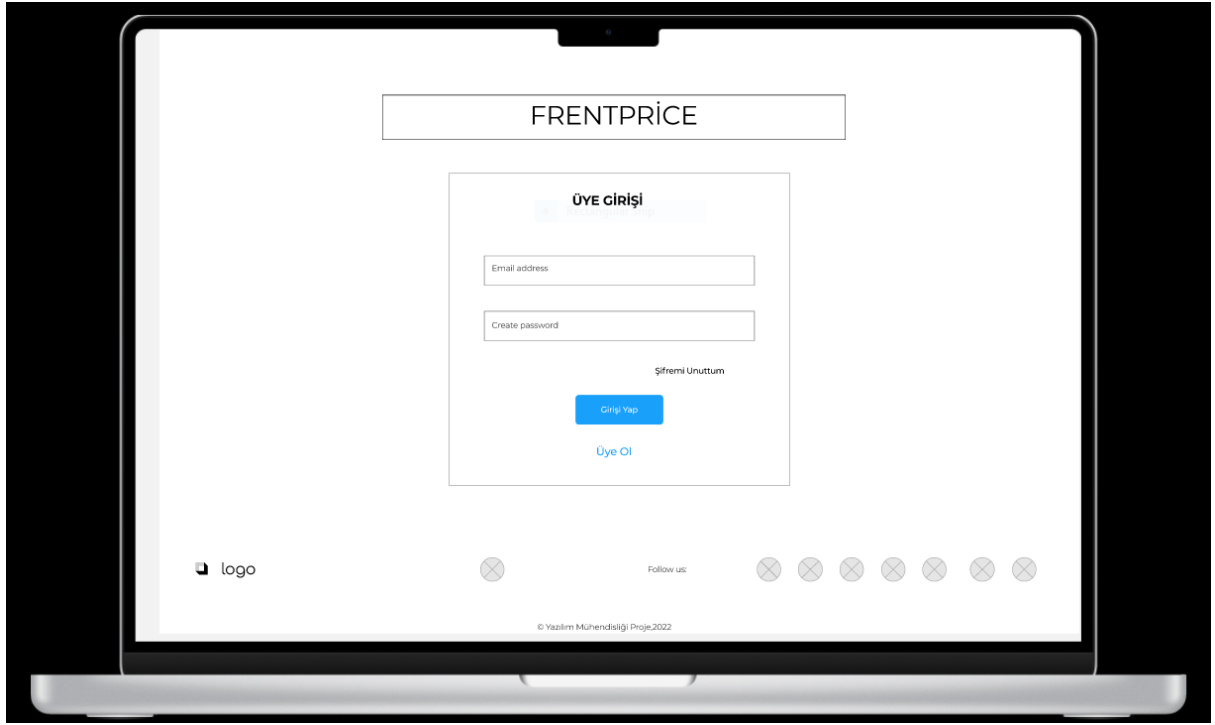 FRENTPRİCE
ÜYE GİRİŞİ
Email address
Create password
Şifremi Unuttum
Girişi Yap
Üye Ol
logo
Follow us:
© Yazılım Mühendisliği Proje,2022